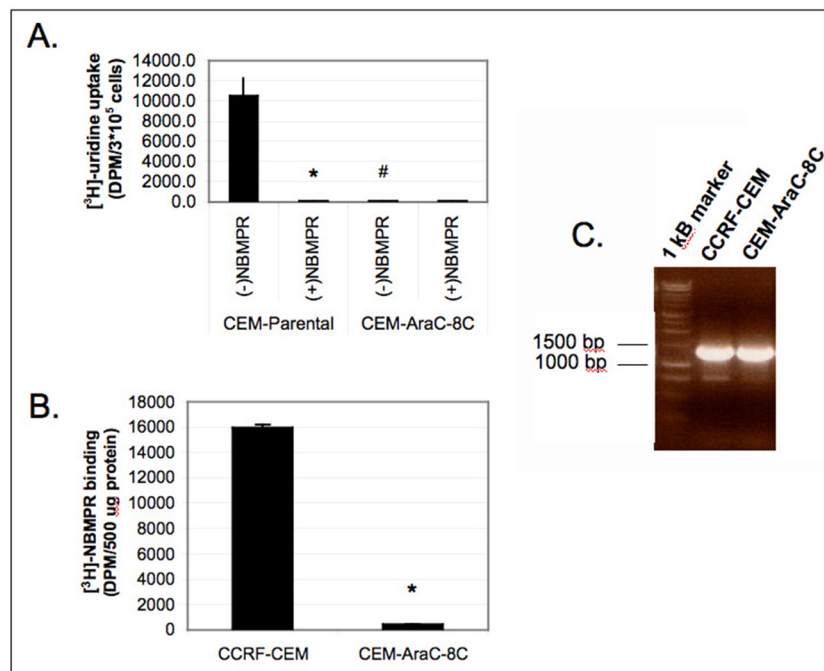 A.
[³H]-uridine uptake
(DPM/3*10⁵ cells)
14000.0
12000.0
10000.0
8000.0
6000.0
4000.0
2000.0
0.0
*
#
(-)NBMPR
(+)NBMPR
(-)NBMPR
(+)NBMPR
CEM-Parental
CEM-AraC-8C
B.
[³H]-NBMPR binding
(DPM/500 ug protein)
18000
16000
14000
12000
10000
8000
6000
4000
2000
0
*
CCRF-CEM
CEM-AraC-8C
C.
1 kB marker
CCRF-CEM
CEM-AraC-8C
1500 bp
1000 bp